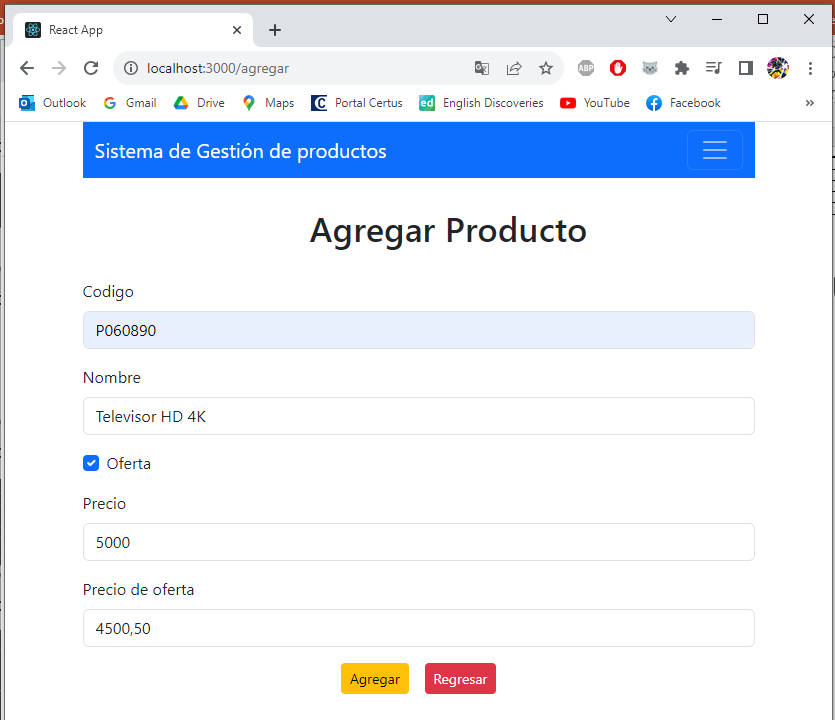 React App
localhost:3000/agregar
ABP
Outlook Gmail Drive Maps Portal Certus English Discoveries YouTube Facebook »
Sistema de Gestión de productos
Agregar Producto
Codigo
P060890
Nombre
Televisor HD 4K
Oferta
Precio
5000
Precio de oferta
4500,50
Agregar Regresar